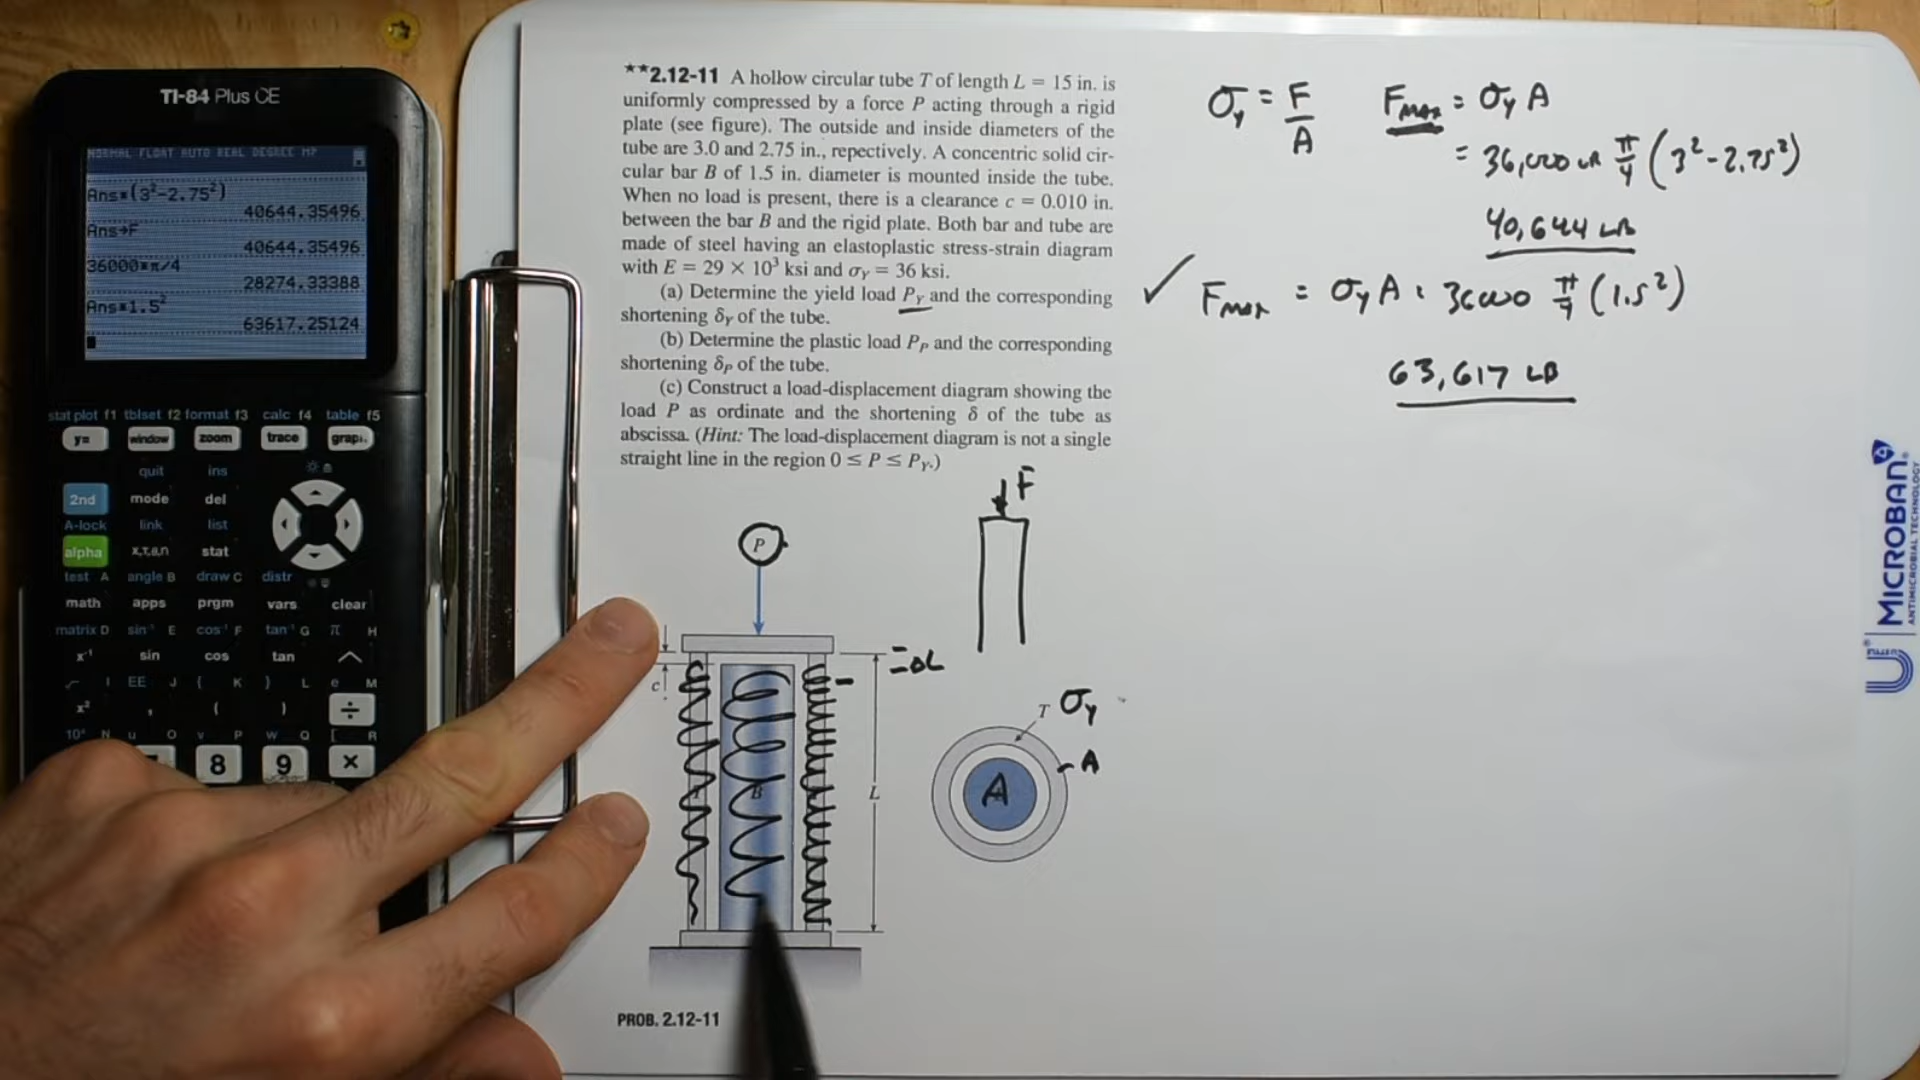 TI-84 Plus CE
NORMAL FLOAT AUTO REAL DEGREE MP
Ans*(3²-2.75²)
40644.35496
Ans→F
40644.35496
36000*π/4
28274.33388
Ans*1.5²
63617.25124
stat plot f1 tblset f2 format f3 calc f4 table f5
y= window zoom trace
quit ins
2nd mode del
A-lock link list
alpha X,T,θ,n stat
test A angle B draw C distr
math apps prgm vars clear
matrix D sin⁻¹ E cos⁻¹ F tan⁻¹ G π H
x⁻¹ sin cos tan ^
√ I EE J { K } L e M
x² , ( ) ÷
10ˣ N u O v P w Q [ R
8 9 ×
**2.12-11 A hollow circular tube T of length L = 15 in. is
uniformly compressed by a force P acting through a rigid
plate (see figure). The outside and inside diameters of the
tube are 3.0 and 2.75 in., repectively. A concentric solid cir-
cular bar B of 1.5 in. diameter is mounted inside the tube.
When no load is present, there is a clearance c = 0.010 in.
between the bar B and the rigid plate. Both bar and tube are
made of steel having an elastoplastic stress-strain diagram
with E = 29 × 10³ ksi and σY = 36 ksi.
(a) Determine the yield load PY and the corresponding
shortening δY of the tube.
(b) Determine the plastic load PP and the corresponding
shortening δP of the tube.
(c) Construct a load-displacement diagram showing the
load P as ordinate and the shortening δ of the tube as
abscissa. (Hint: The load-displacement diagram is not a single
straight line in the region 0 ≤ P ≤ PY.)
F
P
=ΔL
c
T σy
A
A
B
L
PROB. 2.12-11
σy = F/A Fmax = σy A
= 36,000 π/4 (3²-2.75²)
40,644 LB
✓ Fmax = σy A = 36000 π/4 (1.5²)
63,617 LB
MICROBAN®
ANTIMICROBIAL TECHNOLOGY